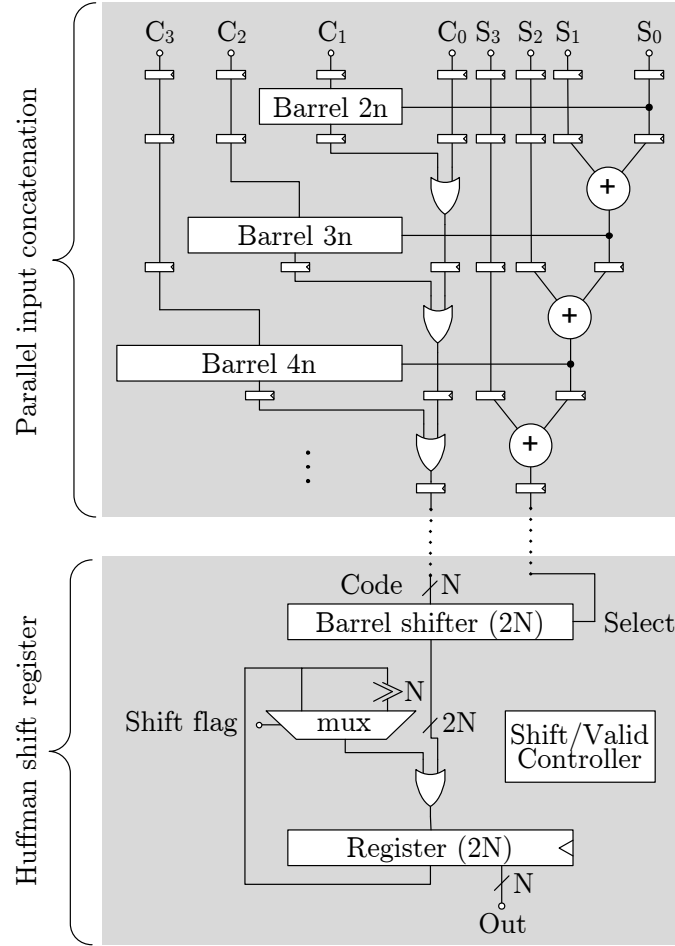 C3 C2 C1 C0 S3 S2 S1 S0
Parallel input concatenation
Barrel 2n
+
Barrel 3n
+
Barrel 4n
+
Huffman shift register
Code N
Barrel shifter (2N)
Select
N
Shift flag
mux
2N
Shift/Valid
Controller
Register (2N)
N
Out